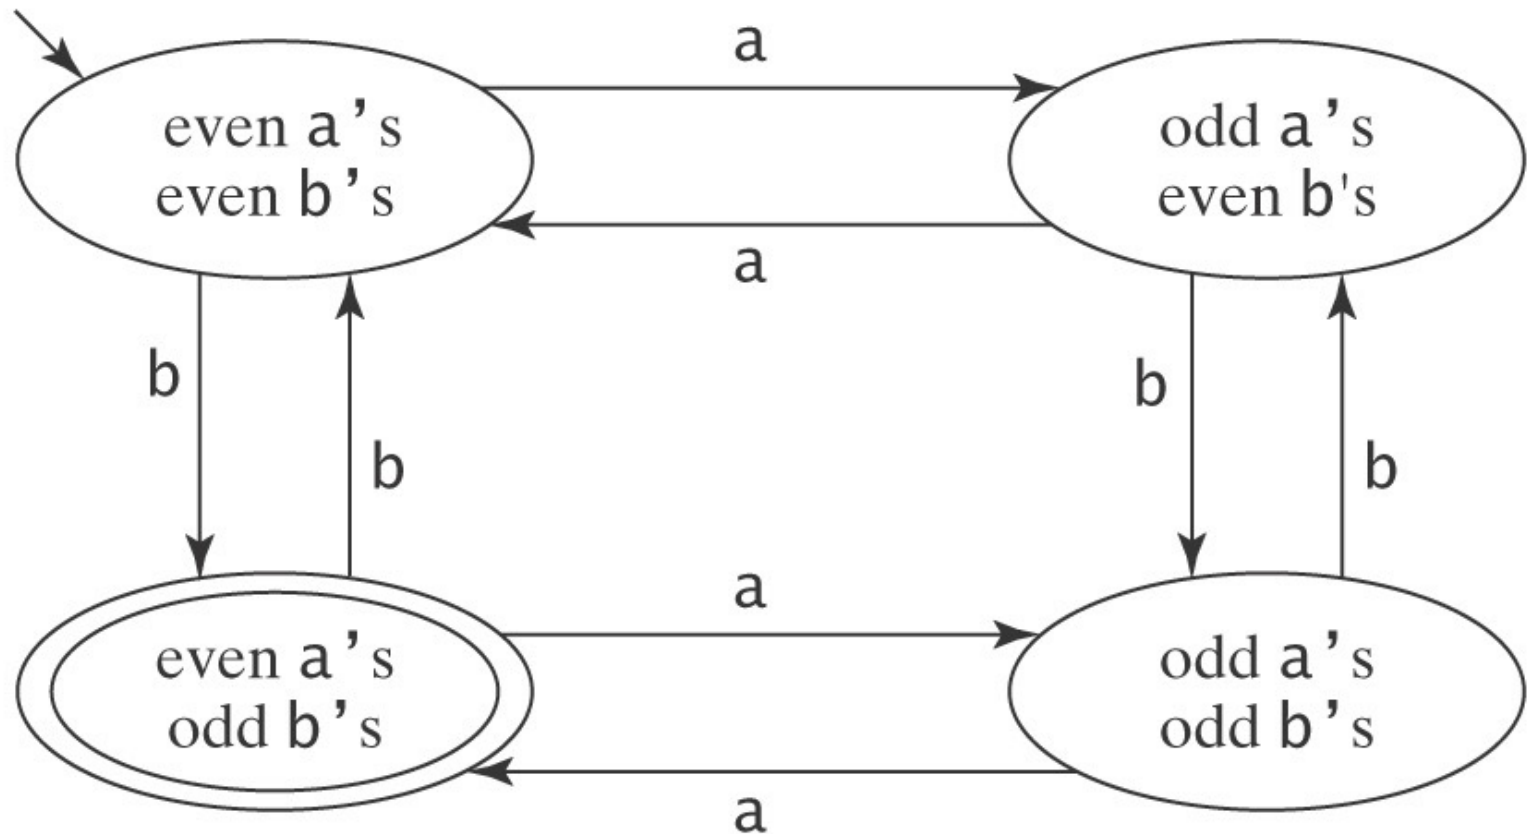 a
even a’s
even b’s
odd a’s
even b's
a
b
b
b
b
a
even a’s
odd b’s
odd a’s
odd b’s
a